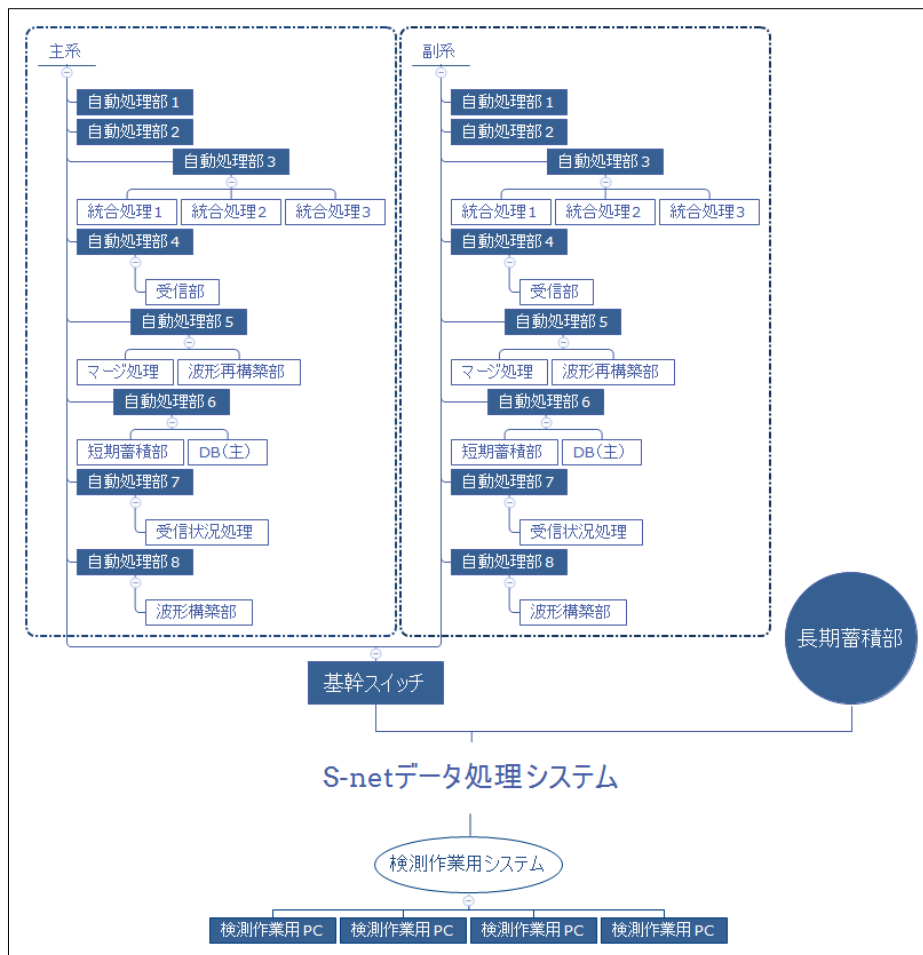 主系
自動処理部1
自動処理部2
自動処理部3
統合処理1 統合処理2 統合処理3
自動処理部4
受信部
自動処理部5
マージ処理 波形再構築部
自動処理部6
短期蓄積部 DB(主)
自動処理部7
受信状況処理
自動処理部8
波形構築部
副系
自動処理部1
自動処理部2
自動処理部3
統合処理1 統合処理2 統合処理3
自動処理部4
受信部
自動処理部5
マージ処理 波形再構築部
自動処理部6
短期蓄積部 DB(主)
自動処理部7
受信状況処理
自動処理部8
波形構築部
長期蓄積部
基幹スイッチ
S-netデータ処理システム
検測作業用システム
検測作業用PC 検測作業用PC 検測作業用PC 検測作業用PC